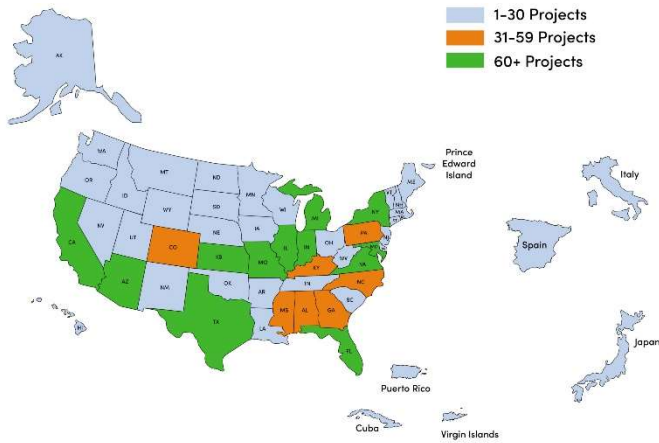 1-30 Projects
31-59 Projects
60+ Projects
AK
Prince
Edward
Island
Italy
WA
MT
ND
MN
ME
OR
ID
WY
SD
WI
MI
VT
NH
MA
NY
NE
IA
PA
NV
UT
CO
KS
MO
IL
IN
OH
WV
VA
KY
CA
Spain
AZ
NM
OK
AR
TN
NC
SC
MS
AL
GA
TX
LA
FL
HI
Japan
Puerto Rico
Cuba
Virgin Islands